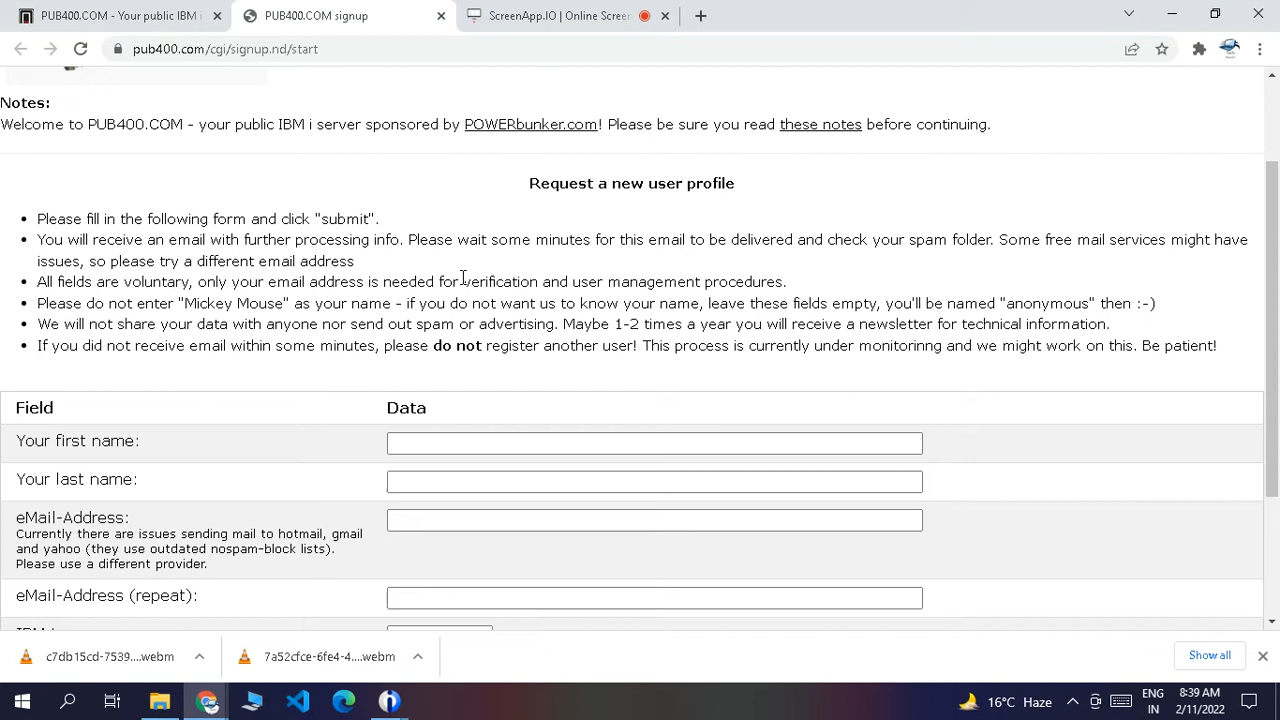 PUB400.COM - Your public IBM i
PUB400.COM signup
ScreenApp.IO | Online Screen
pub400.com/cgi/signup.nd/start
Notes:
Welcome to PUB400.COM - your public IBM i server sponsored by POWERbunker.com! Please be sure you read these notes before continuing.
Request a new user profile
Please fill in the following form and click "submit".
You will receive an email with further processing info. Please wait some minutes for this email to be delivered and check your spam folder. Some free mail services might have
issues, so please try a different email address
All fields are voluntary, only your email address is needed for verification and user management procedures.
Please do not enter "Mickey Mouse" as your name - if you do not want us to know your name, leave these fields empty, you'll be named "anonymous" then :-)
We will not share your data with anyone nor send out spam or advertising. Maybe 1-2 times a year you will receive a newsletter for technical information.
If you did not receive email within some minutes, please do not register another user! This process is currently under monitorinng and we might work on this. Be patient!
Field Data
Your first name:
Your last name:
eMail-Address:
Currently there are issues sending mail to hotmail, gmail
and yahoo (they use outdated nospam-block lists).
Please use a different provider.
eMail-Address (repeat):
c7db15cd-7539....webm
7a52cfce-6fe4-4....webm
Show all
16°C Haze
ENG
IN
8:39 AM
2/11/2022